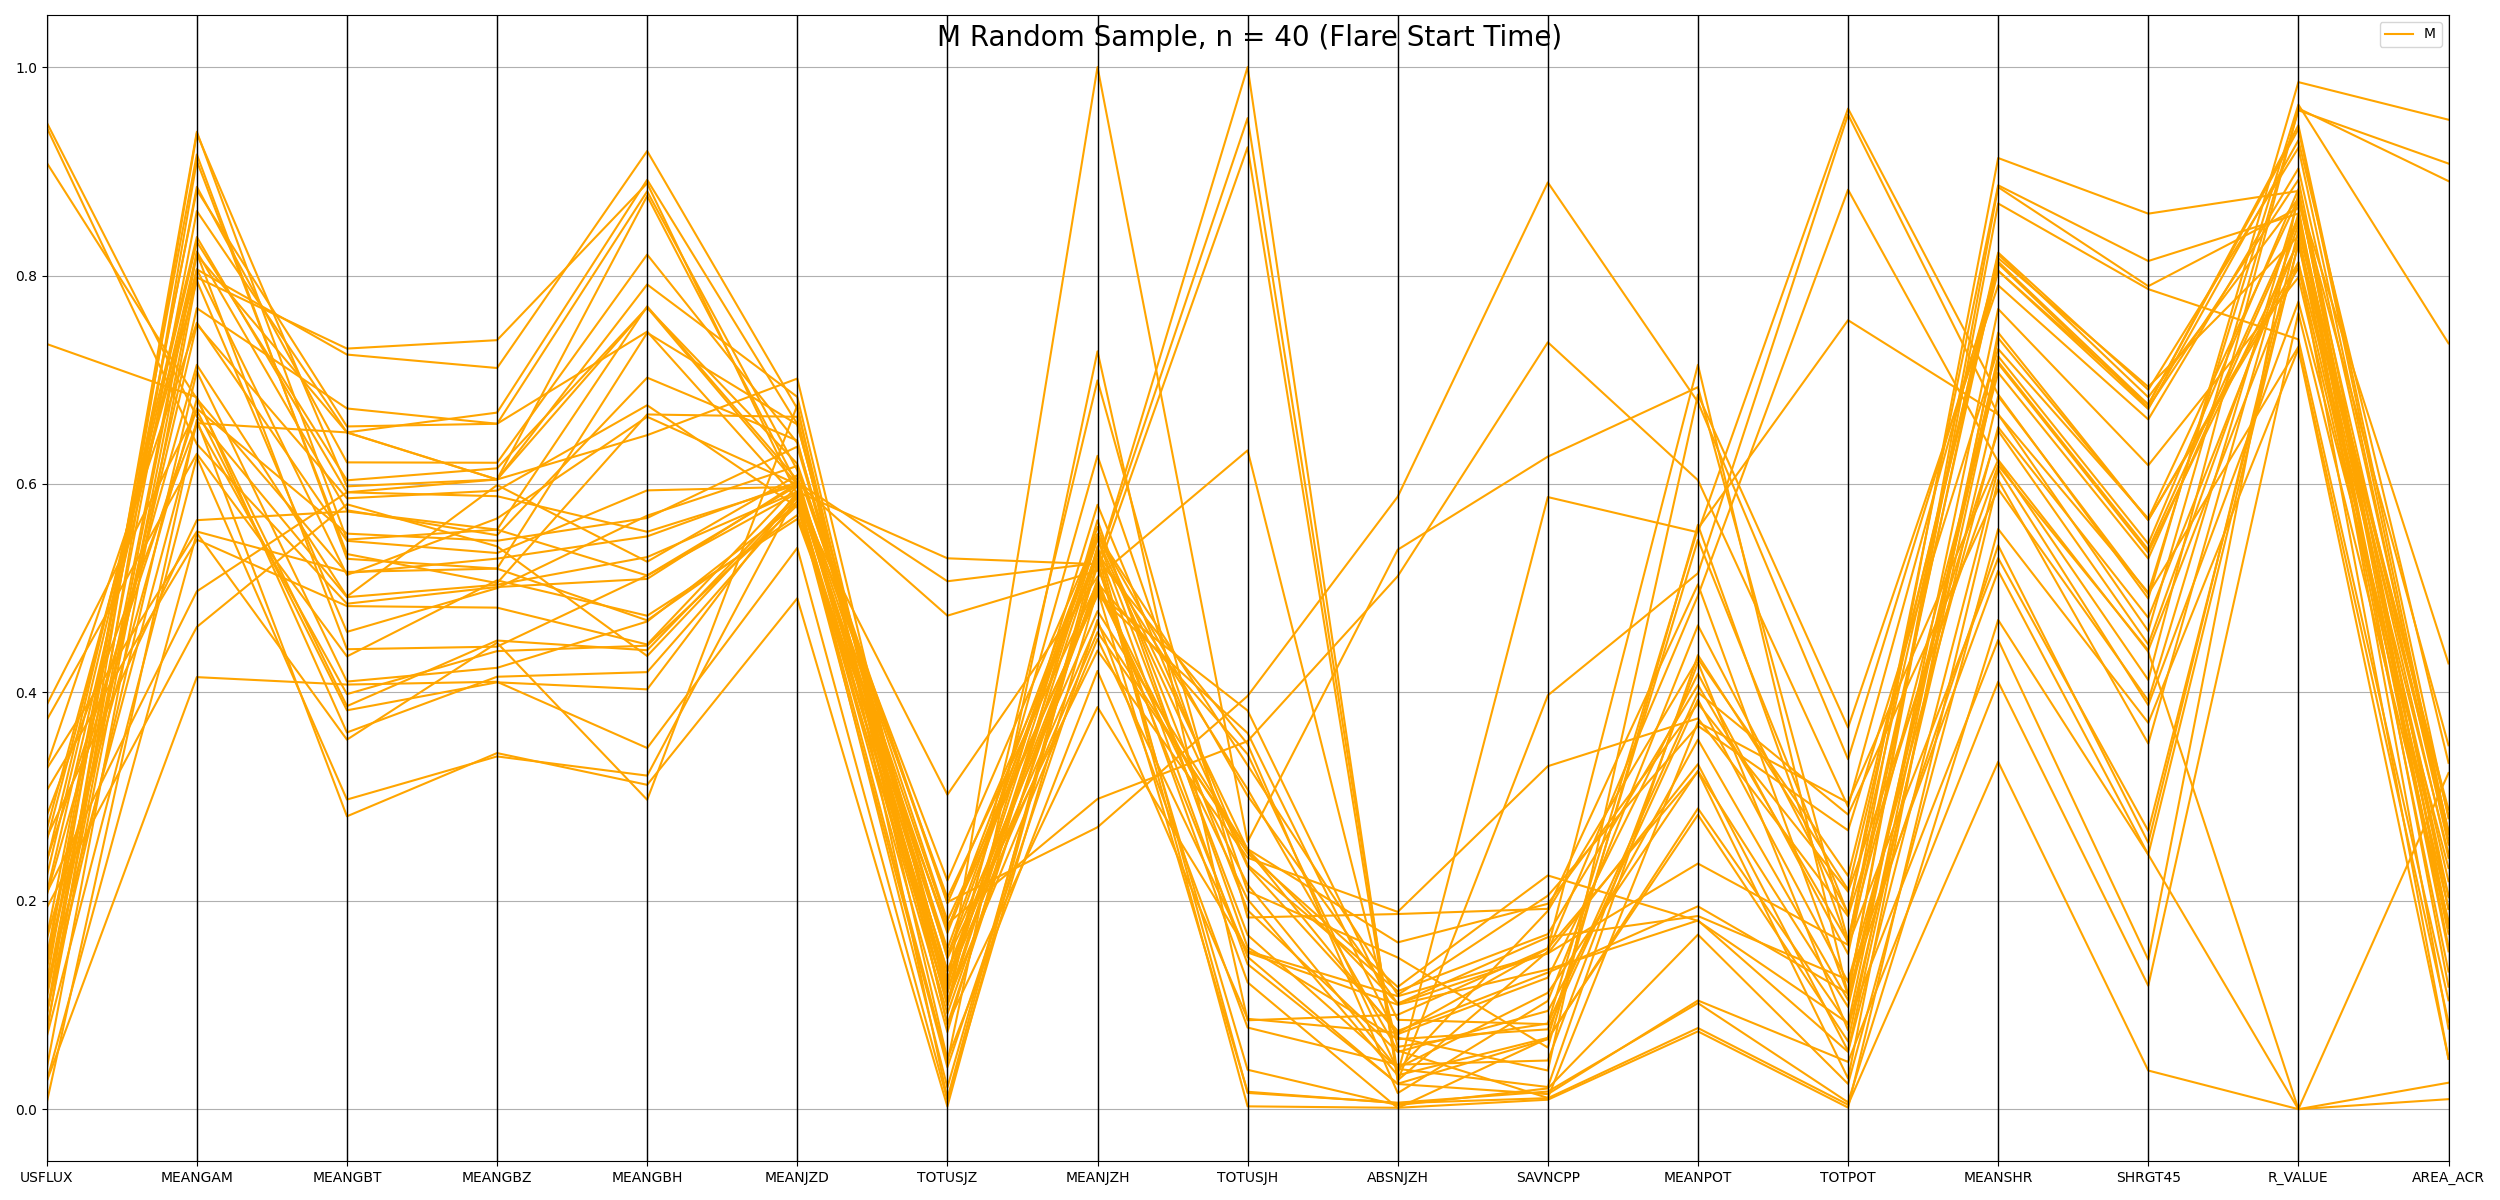 M Random Sample, n = 40 (Flare Start Time)
M
1.0
0.8
0.6
0.4
0.2
0.0
USFLUX MEANGAM MEANGBT MEANGBZ MEANGBH MEANJZD TOTUSJZ MEANJZH TOTUSJH ABSNJZH SAVNCPP MEANPOT TOTPOT MEANSHR SHRGT45 R_VALUE AREA_ACR